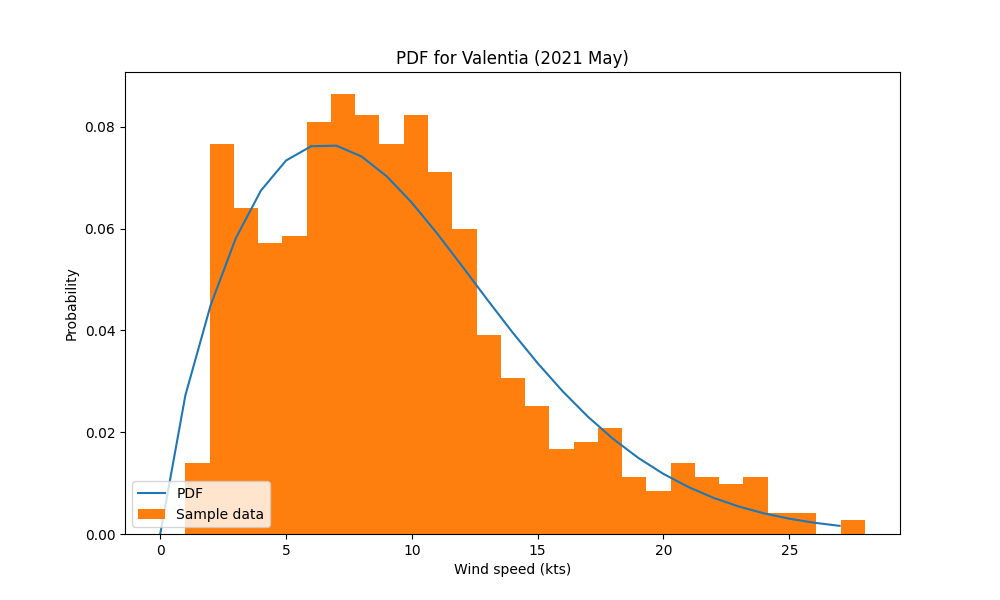 PDF for Valentia (2021 May)
Probability
0.08
0.06
0.04
0.02
0.00
PDF
Sample data
0 5 10 15 20 25
Wind speed (kts)